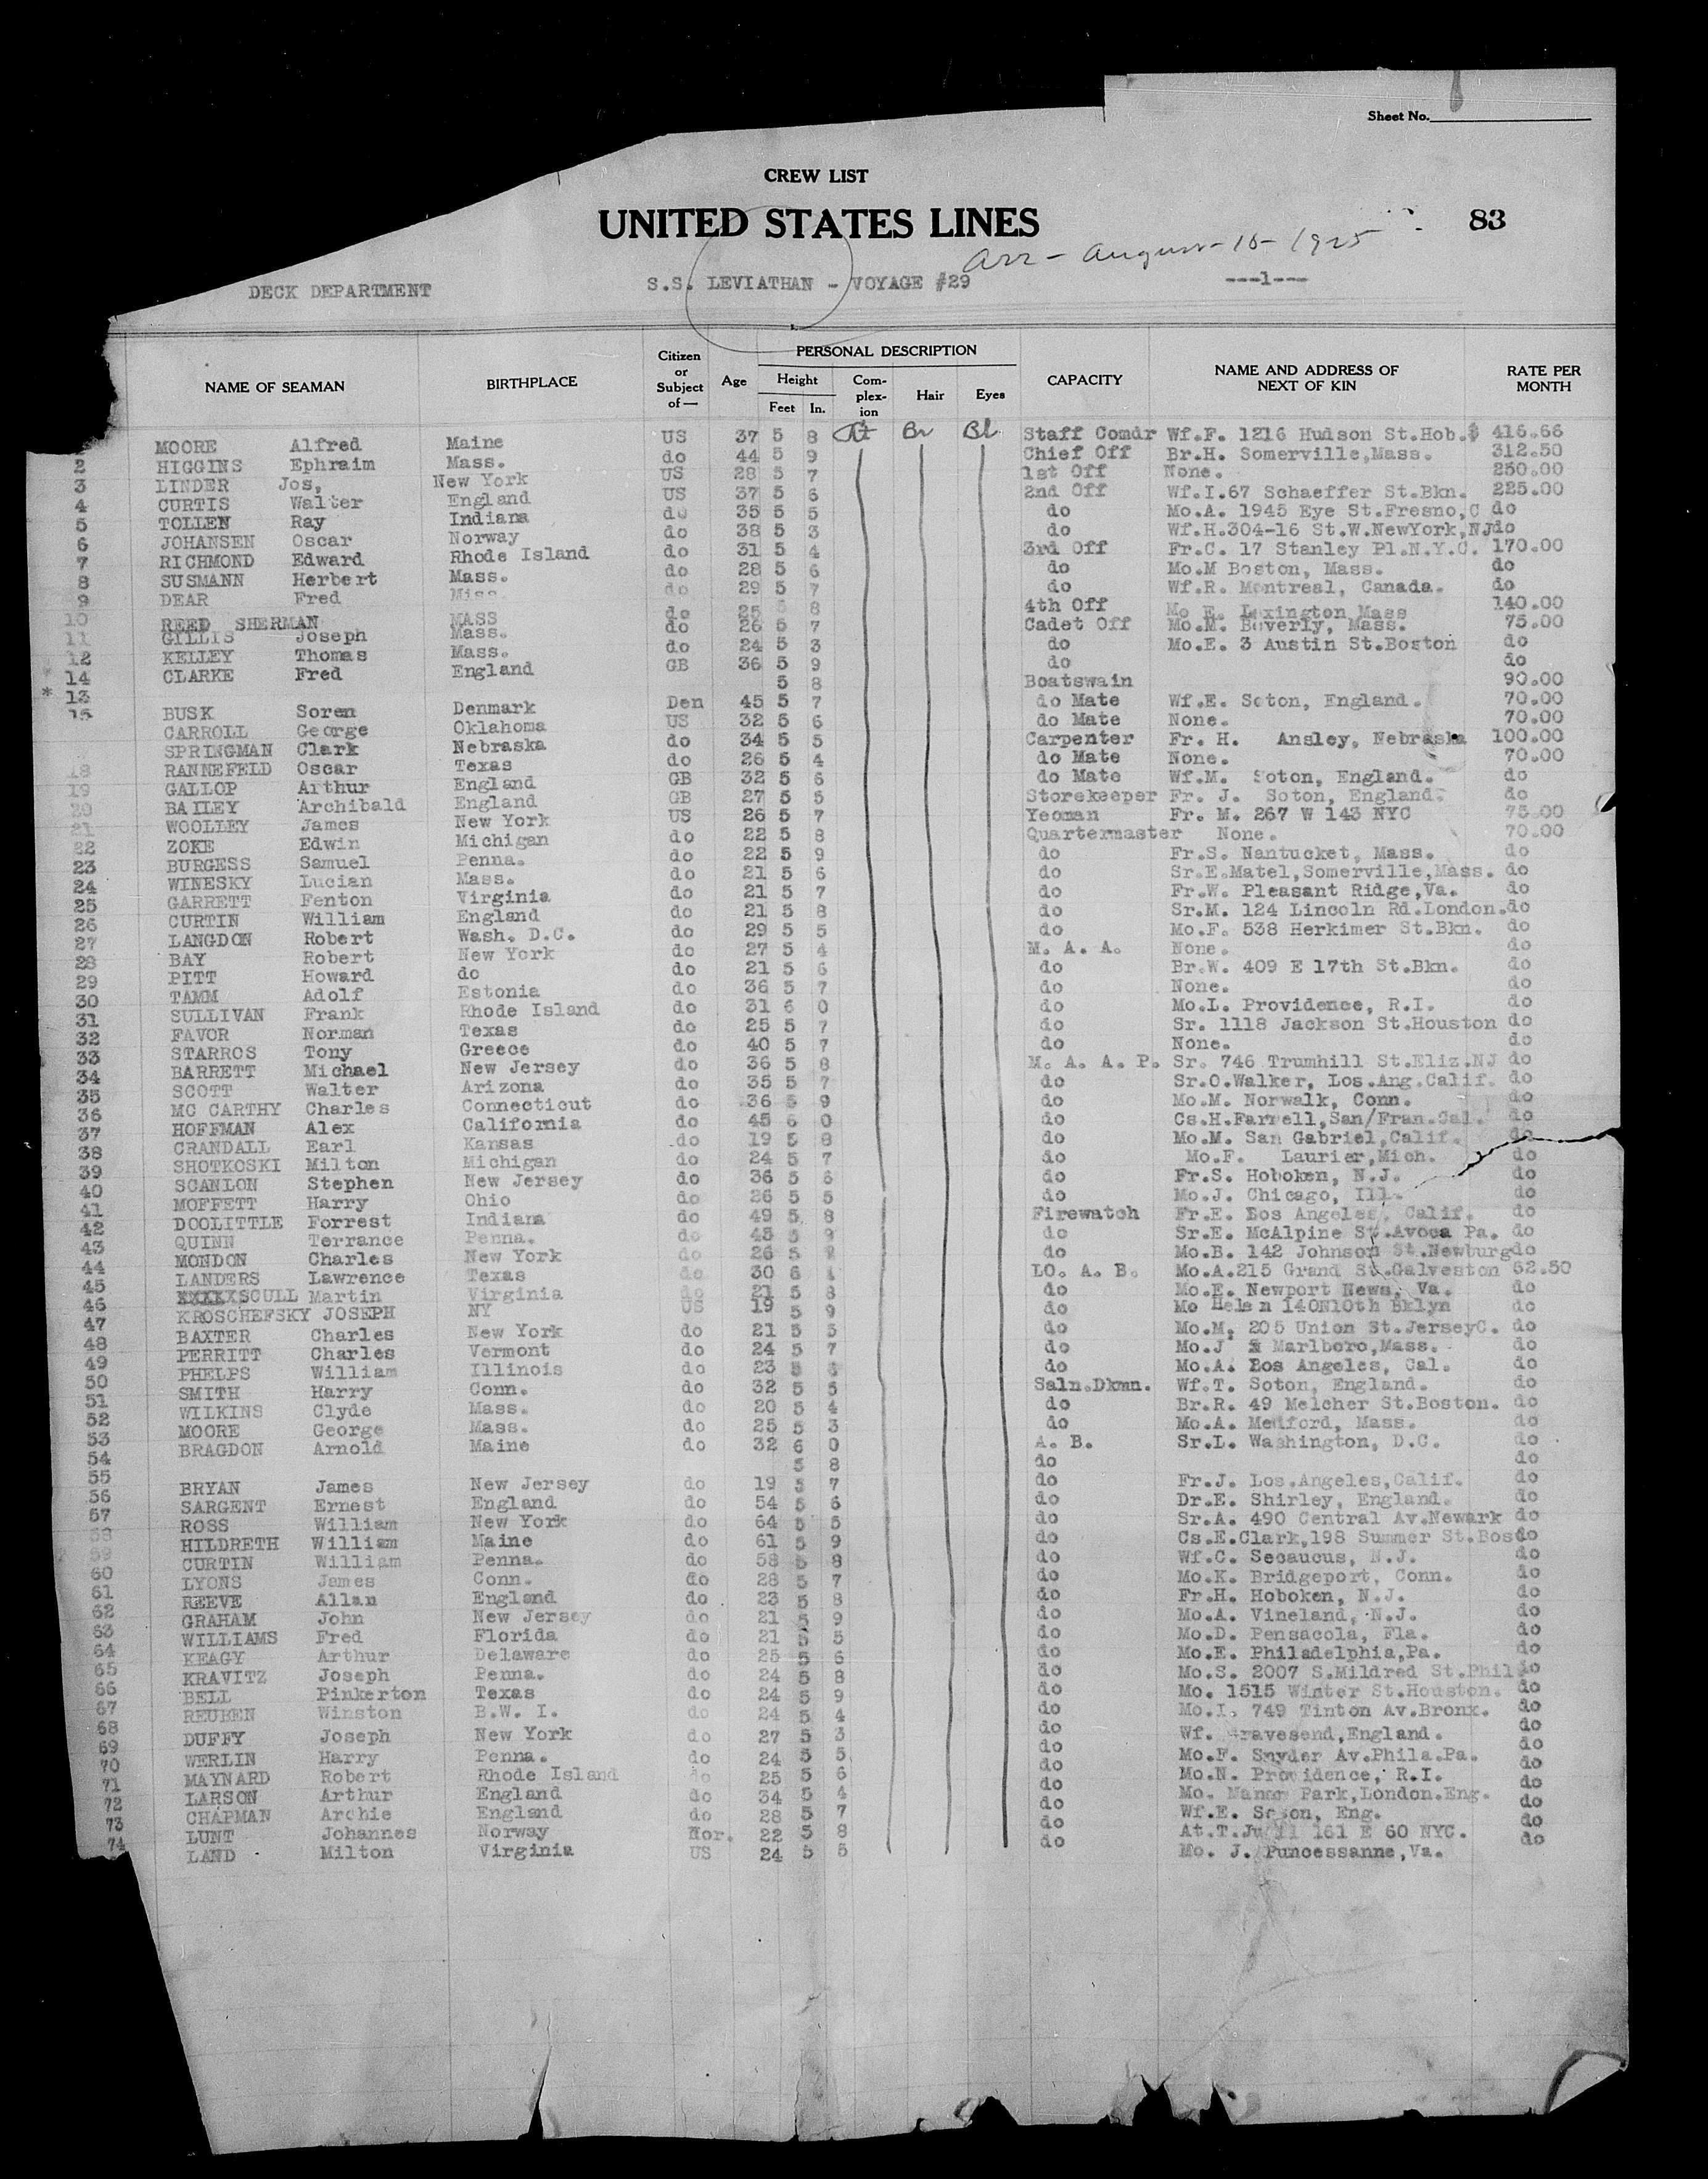 Sheet No.
CREW LIST
UNITED STATES LINES 83
Arr - August - 15 - 1925
DECK DEPARTMENT S.S. LEVIATHAN - VOYAGE #29 ---1---
NAME OF SEAMAN BIRTHPLACE Citizen or Subject of— Age PERSONAL DESCRIPTION Height Feet In. Com-plex-ion Hair Eyes CAPACITY NAME AND ADDRESS OF NEXT OF KIN RATE PER MONTH
MOORE Alfred Maine US 37 5 8 Br Bl Staff Comdr Wf.F. 1216 Hudson St.Hob.$ 416.66
2 HIGGINS Ephraim Mass. do 44 5 9 Chief Off Br.H. Somerville,Mass. 312.50
3 LINDER Jos, New York US 28 5 7 1st Off None. 250.00
4 CURTIS Walter England US 37 5 6 2nd Off Wf.I.67 Schaeffer St.Bkn. 225.00
5 TOLLEN Ray Indiana do 35 5 5 do Mo.A. 1945 Eye St.Fresno,C do
6 JOHANSEN Oscar Norway do 38 5 3 do Wf.H.304-16 St.W.NewYork,NJdo
7 RICHMOND Edward Rhode Island do 31 5 4 3rd Off Fr.C. 17 Stanley Pl.N.Y.C. 170.00
8 SUSMANN Herbert Mass. do 28 5 6 do Mo.M Boston, Mass. do
9 DEAR Fred Miss. do 29 5 7 do Wf.R. Montreal, Canada. do
10 REED SHERMAN MASS do 25 5 8 4th Off Mo E. Lexington Mass 140.00
11 GILLIS Joseph Mass. do 26 5 7 Cadet Off Mo.M. Beverly, Mass. 75.00
12 KELLEY Thomas Mass. do 24 5 3 do Mo.E. 3 Austin St.Boston do
14 CLARKE Fred England GB 36 5 9 do do
* 13 5 8 Boatswain 90.00
15 BUSK Soren Denmark Den 45 5 7 do Mate Wf.E. Soton, England. 70.00
CARROLL George Oklahoma US 32 5 6 do Mate None. 70.00
SPRINGMAN Clark Nebraska do 34 5 5 Carpenter Fr. H. Ansley, Nebraska 100.00
18 RANNEFELD Oscar Texas do 26 5 4 do Mate None. 70.00
19 GALLOP Arthur England GB 32 5 6 do Mate Wf.M. Soton, England. do
20 BAILEY Archibald England GB 27 5 5 Storekeeper Fr. J. Soton, England. do
21 WOOLLEY James New York US 26 5 7 Yeoman Fr. M. 267 W 143 NYC 75.00
22 ZOKE Edwin Michigan do 22 5 8 Quartermaster None. 70.00
23 BURGESS Samuel Penna. do 22 5 9 do Fr.S. Nantucket, Mass. do
24 WINESKY Lucian Mass. do 21 5 6 do Sr.E.Matel,Somerville,Mass. do
25 GARRETT Fenton Virginia do 21 5 7 do Fr.W. Pleasant Ridge,Va. do
26 CURTIN William England do 21 5 8 do Sr.M. 124 Lincoln Rd.London.do
27 LANGDON Robert Wash. D.C. do 29 5 5 do Mo.F. 538 Herkimer St.Bkn. do
28 BAY Robert New York do 27 5 4 M. A. A. None. do
29 PITT Howard do do 21 5 6 do Br.W. 409 E 17th St.Bkn. do
30 TAMM Adolf Estonia do 36 5 7 do None. do
31 SULLIVAN Frank Rhode Island do 31 6 0 do Mo.L. Providence, R.I. do
32 FAVOR Norman Texas do 25 5 7 do Sr. 1118 Jackson St.Houston do
33 STARROS Tony Greece do 40 5 7 do None. do
34 BARRETT Michael New Jersey do 36 5 8 M. A. A. P. Sr. 746 Trumhill St.Eliz.NJ do
35 SCOTT Walter Arizona do 35 5 7 do Sr.O.Walker, Los.Ang.Calif. do
36 MC CARTHY Charles Connecticut do 36 5 9 do Mo.M. Norwalk, Conn. do
37 HOFFMAN Alex California do 45 6 0 do Cs.H.Farrell,San/Fran.Cal. do
38 CRANDALL Earl Kansas do 19 5 8 do Mo.M. San Gabriel,Calif. do
39 SHOTKOSKI Milton Michigan do 24 5 7 do Mo.F. Laurier,Mich. do
40 SCANLON Stephen New Jersey do 36 5 6 do Fr.S. Hoboken, N.J. do
41 MOFFETT Harry Ohio do 26 5 5 do Mo.J. Chicago, Ill. do
42 DOOLITTLE Forrest Indiana do 49 5 8 Firewatch Fr.E. Los Angeles, Calif. do
43 QUINN Terrance Penna. do 45 5 9 do Sr.E. McAlpine St.Avoca Pa. do
44 MONDON Charles New York do 26 5 do Mo.B. 142 Johnson St.Newburgdo
45 LANDERS Lawrence Texas do 30 6 1 LO. A. B. Mo.A.215 Grand St.Galveston 62.50
46 XXXXXSCULL Martin Virginia do 21 5 8 do Mo.E. Newport News, Va. do
47 KROSCHEFSKY JOSEPH NY US 19 5 9 do Mo Helen 140N10th Bklyn do
48 BAXTER Charles New York do 21 5 5 do Mo.M. 205 Union St.JerseyC. do
49 PERRITT Charles Vermont do 24 5 7 do Mo.J Marlboro,Mass. do
50 PHELPS William Illinois do 23 5 do Mo.A. Los Angeles, Cal. do
51 SMITH Harry Conn. do 32 5 5 Saln.Dkmn. Wf.T. Soton, England. do
52 WILKINS Clyde Mass. do 20 5 4 do Br.R. 49 Melcher St.Boston. do
53 MOORE George Mass. do 25 5 3 do Mo.A. Medford, Mass. do
54 BRAGDON Arnold Maine do 32 6 0 A. B. Sr.L. Washington, D.C. do
55 5 8 do do
56 BRYAN James New Jersey do 19 5 7 do Fr.J. Los.Angeles,Calif. do
57 SARGENT Ernest England do 54 5 6 do Dr.E. Shirley, England. do
58 ROSS William New York do 64 5 5 do Sr.A. 490 Central Av.Newark do
59 HILDRETH William Maine do 61 5 9 do Cs.E.Clark,198 Summer St.Bosdo
60 CURTIN William Penna. do 58 5 8 do Wf.C. Secaucus, N.J. do
61 LYONS James Conn. do 28 5 7 do Mo.K. Bridgeport, Conn. do
62 REEVE Allan England do 23 5 8 do Fr.H. Hoboken, N.J. do
63 GRAHAM John New Jersey do 21 5 9 do Mo.A. Vineland, N.J. do
64 WILLIAMS Fred Florida do 21 5 5 do Mo.D. Pensacola, Fla. do
65 KEAGY Arthur Delaware do 25 5 6 do Mo.E. Philadelphia,Pa. do
66 KRAVITZ Joseph Penna. do 24 5 8 do Mo.S. 2007 S.Mildred St.Phil do
67 BELL Pinkerton Texas do 24 5 9 do Mo. 1515 Winter St.Houston. do
68 REUBEN Winston B.W. I. do 24 5 4 do Mo.I. 749 Tinton Av.Bronx. do
69 DUFFY Joseph New York do 27 5 3 do Wf. Gravesend,England. do
70 WERLIN Harry Penna. do 24 5 5 do Mo.F. Snyder Av.Phila.Pa. do
71 MAYNARD Robert Rhode Island do 25 5 6 do Mo.N. Providence, R.I. do
72 LARSON Arthur England do 34 5 4 do Mo. Manor Park,London.Eng. do
73 CHAPMAN Archie England do 28 5 7 do Wf.E. Soton, Eng. do
74 LUNT Johannes Norway Nor. 22 5 8 do At.T. 161 E 60 NYC. do
LAND Milton Virginia US 24 5 5 do Mo. J. Puncessanne,Va. do